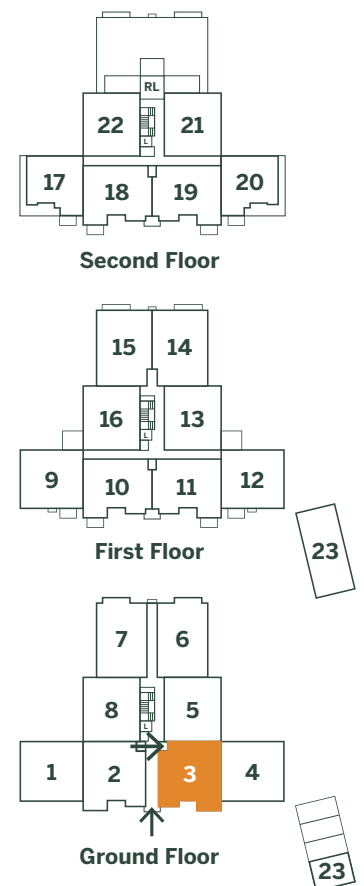 RL
22 21
L
17 18 19 20
Second Floor
15 14
16 13
L
9 10 11 12
First Floor
23
7 6
8 5
L
1 2 3 4
Ground Floor
23